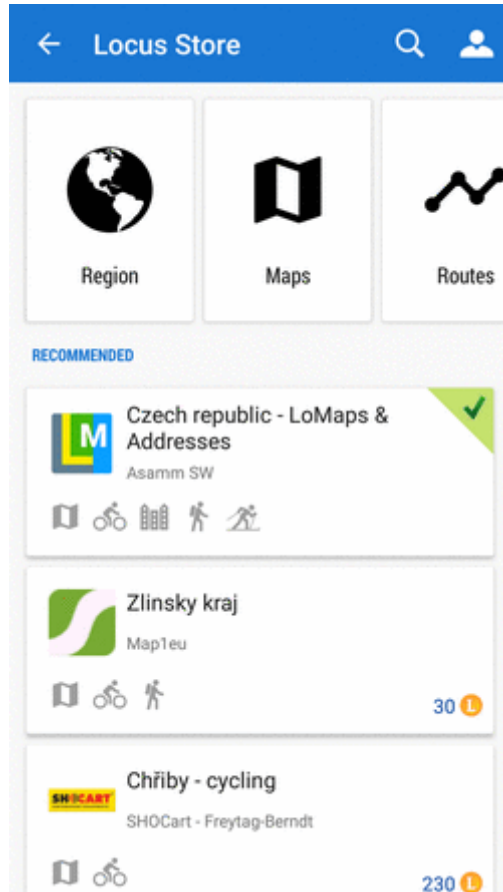 Locus Store
Region
Maps
Routes
RECOMMENDED
Czech republic - LoMaps &
Addresses
Asamm SW
Zlinsky kraj
Map1eu
30 L
Chřiby - cycling
SHOCART
SHOCart - Freytag-Berndt
230 L